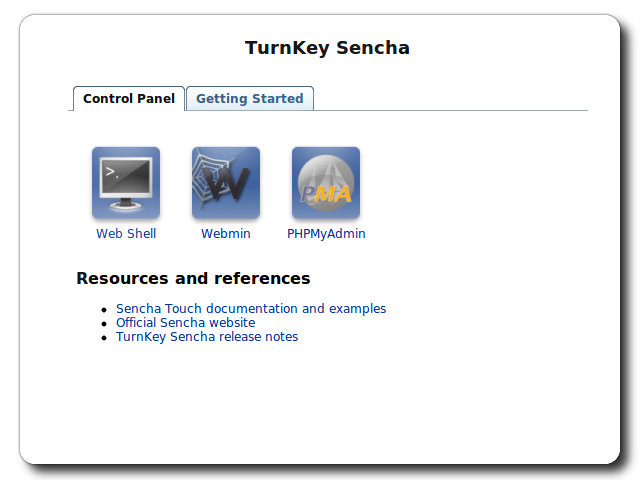 TurnKey Sencha
Control Panel Getting Started
>_
W PMA
Web Shell Webmin PHPMyAdmin
Resources and references
Sencha Touch documentation and examples
Official Sencha website
TurnKey Sencha release notes